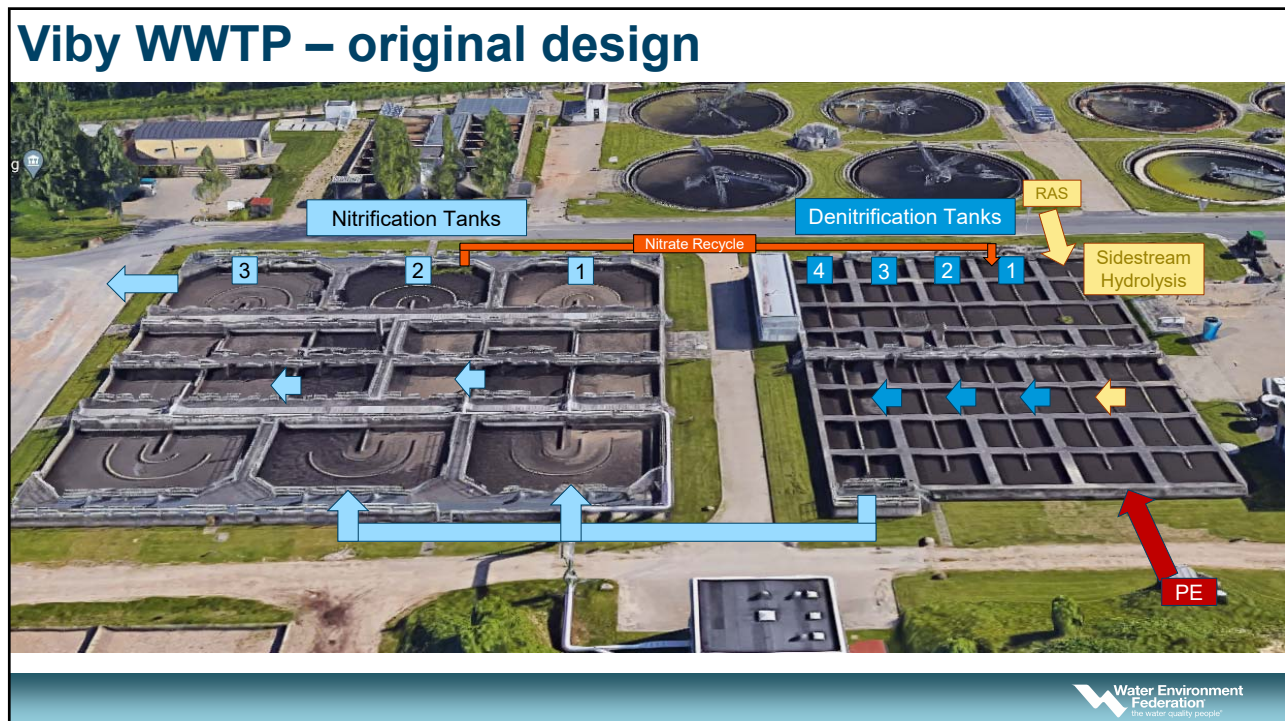 Viby WWTP – original design
g
RAS
Nitrification Tanks
Denitrification Tanks
Nitrate Recycle
Sidestream
Hydrolysis
3
2
1
4
3
2
1
PE
Water Environment
Federation
the water quality people®